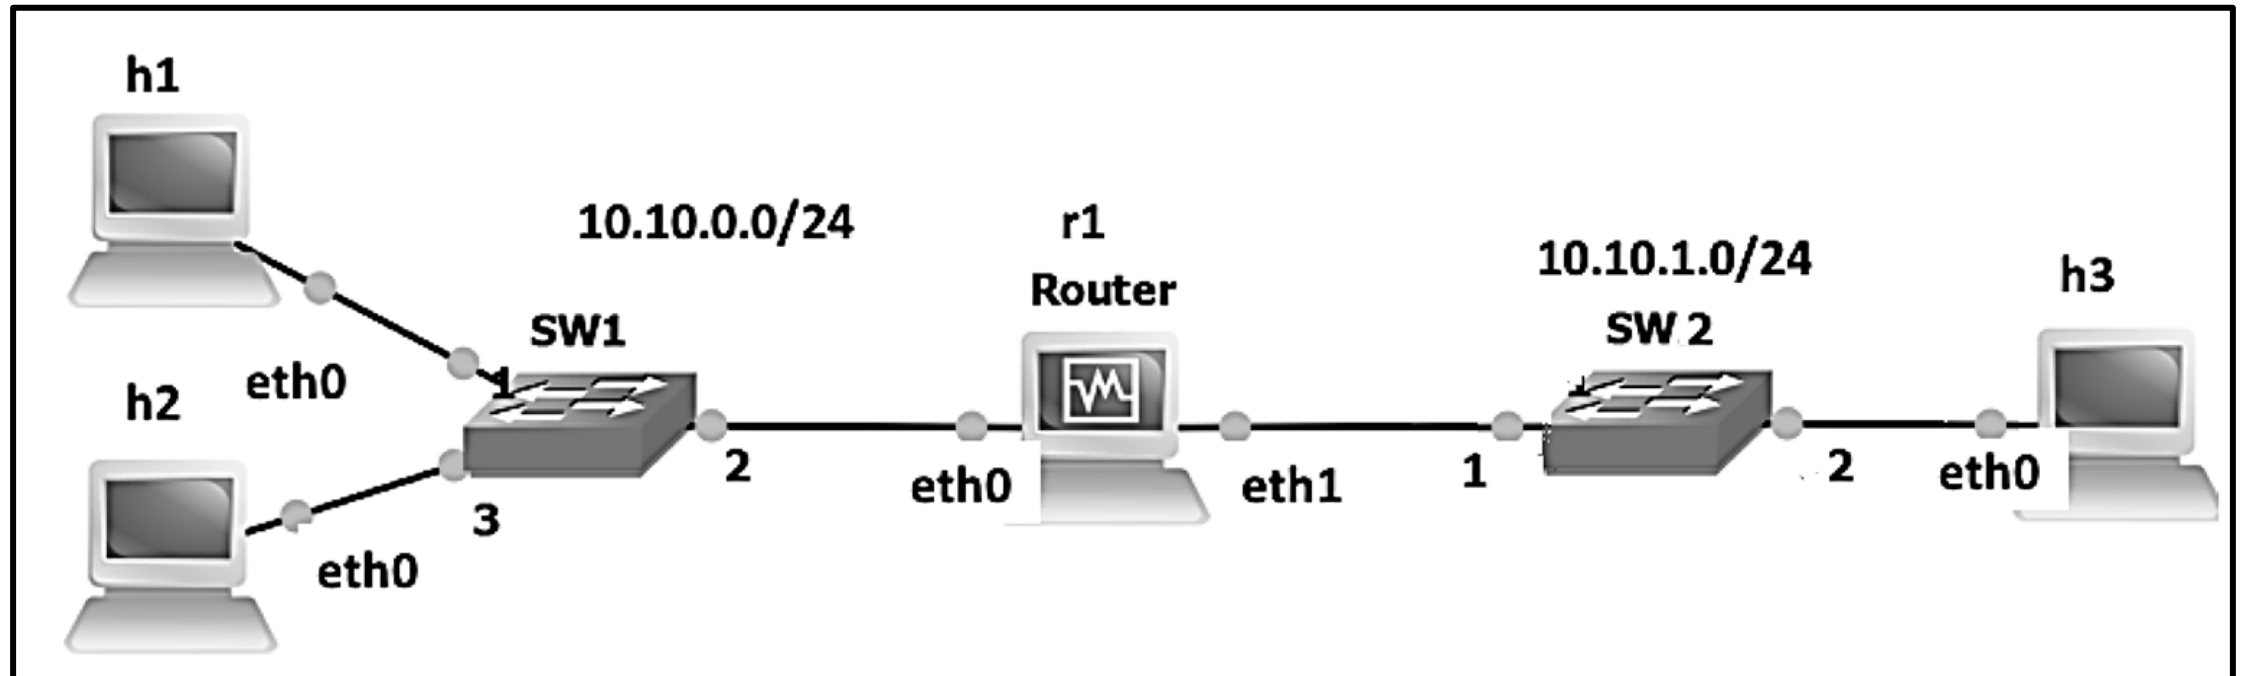 h1
10.10.0.0/24
r1
Router
10.10.1.0/24
SW 2
h3
SW1
eth0
1
h2
2
eth0
eth1
1
2
eth0
3
eth0